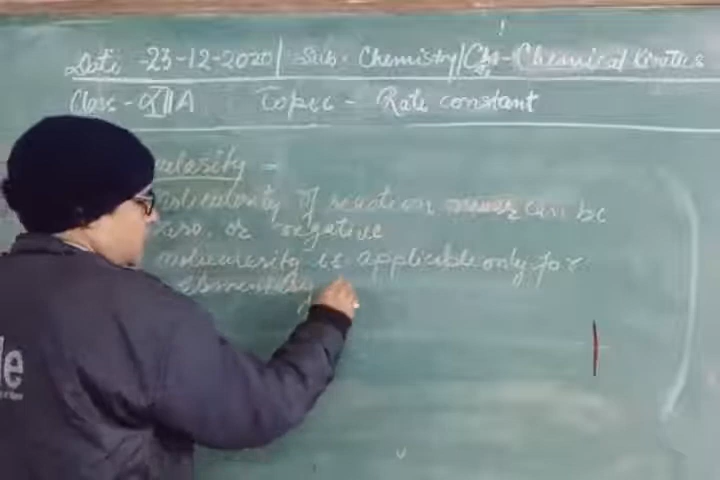 Date -23-12-2020 | Sub- Chemistry | Ch- Chemical Kinetics
Class - XII A Topic - Rate constant
molecularity of reaction never can be
zero, or negative
molecularity is applicable only for
elementary